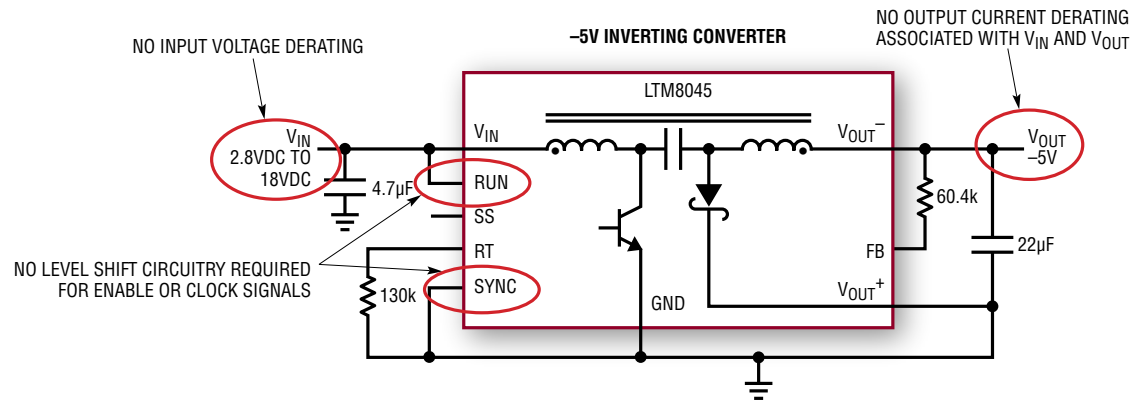 NO OUTPUT CURRENT DERATING
ASSOCIATED WITH VIN AND VOUT
NO INPUT VOLTAGE DERATING
–5V INVERTING CONVERTER
LTM8045
VIN
2.8VDC TO
18VDC
4.7µF
VIN
RUN
SS
RT
SYNC
GND
VOUT–
FB
VOUT+
VOUT
–5V
60.4k
22µF
NO LEVEL SHIFT CIRCUITRY REQUIRED
FOR ENABLE OR CLOCK SIGNALS
130k